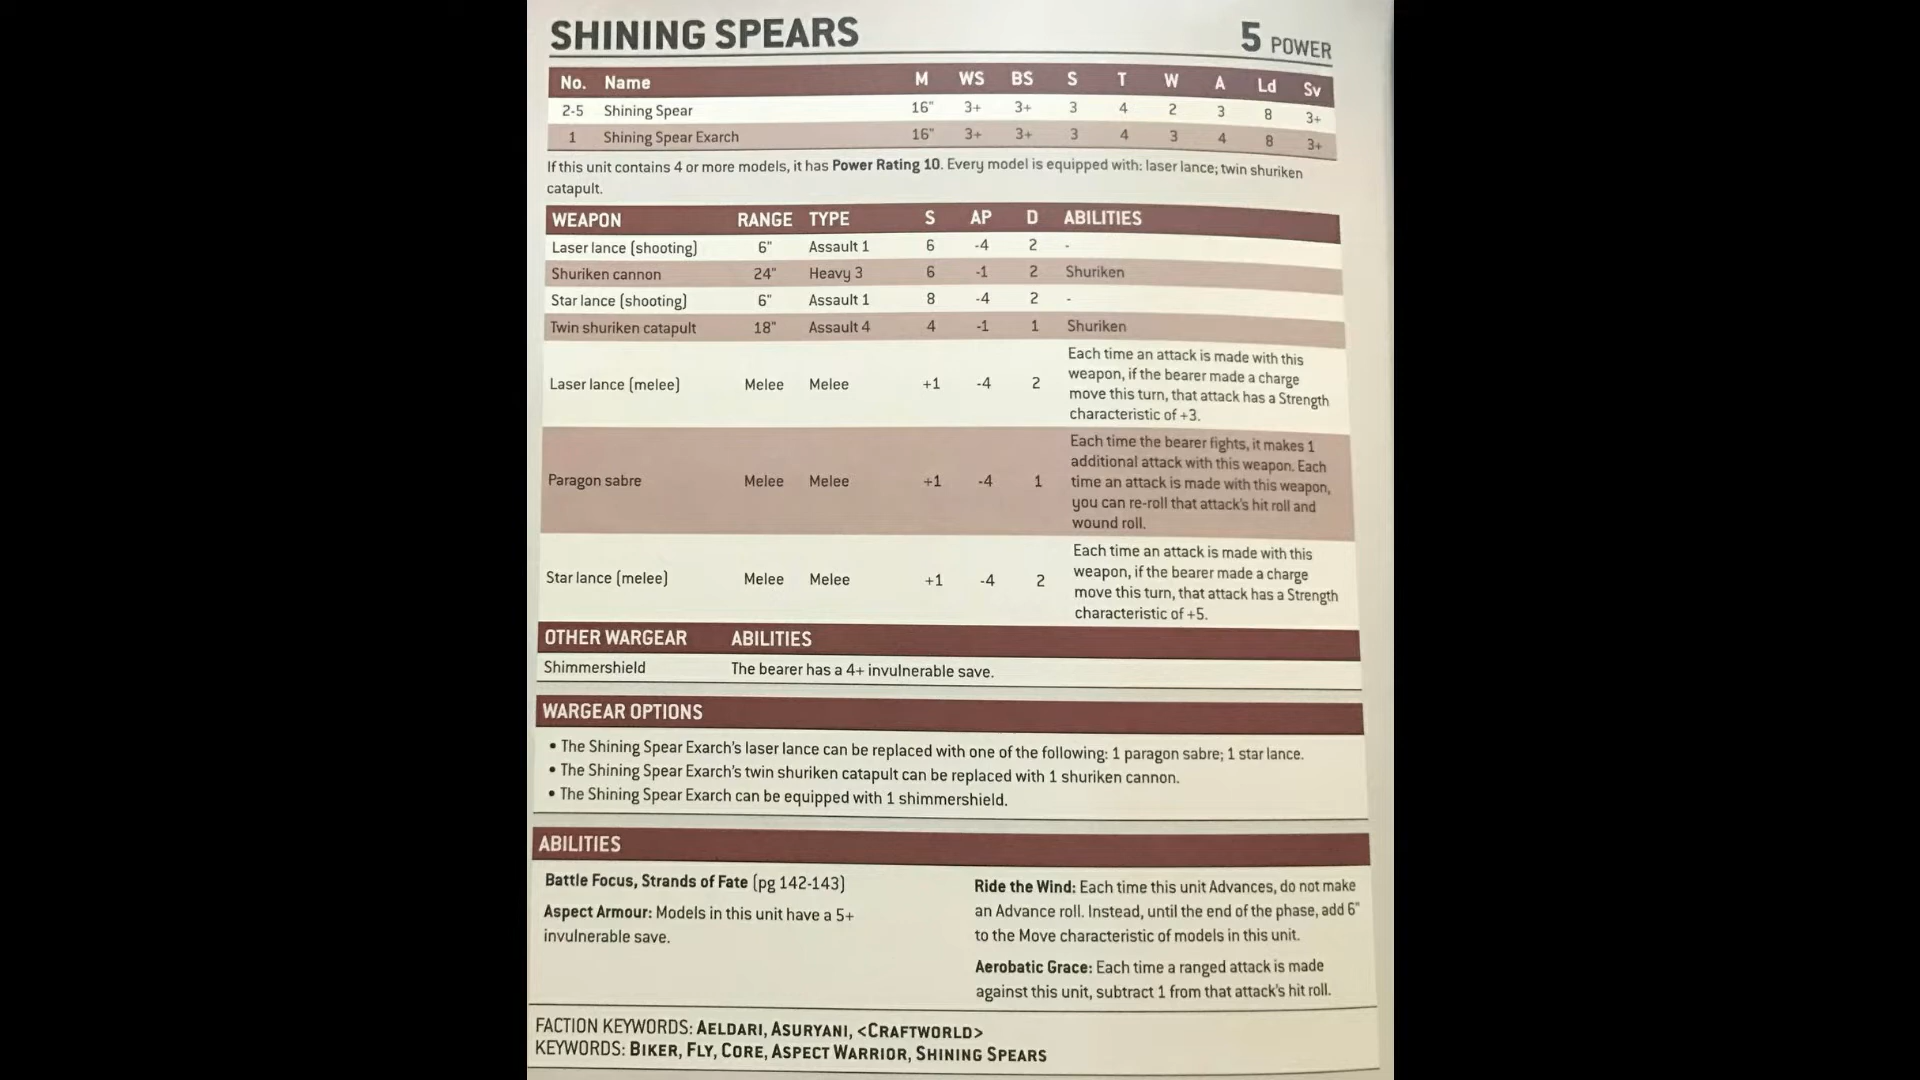 SHINING SPEARS 5 POWER
No. Name M WS BS S T W A Ld Sv
2-5 Shining Spear 16" 3+ 3+ 3 4 2 3 8 3+
1 Shining Spear Exarch 16" 3+ 3+ 3 4 3 4 8 3+
If this unit contains 4 or more models, it has Power Rating 10. Every model is equipped with: laser lance; twin shuriken
catapult.
WEAPON RANGE TYPE S AP D ABILITIES
Laser lance (shooting) 6" Assault 1 6 -4 2 -
Shuriken cannon 24" Heavy 3 6 -1 2 Shuriken
Star lance (shooting) 6" Assault 1 8 -4 2 -
Twin shuriken catapult 18" Assault 4 4 -1 1 Shuriken
Laser lance (melee) Melee Melee +1 -4 2
Each time an attack is made with this
weapon, if the bearer made a charge
move this turn, that attack has a Strength
characteristic of +3.
Paragon sabre Melee Melee +1 -4 1
Each time the bearer fights, it makes 1
additional attack with this weapon. Each
time an attack is made with this weapon,
you can re-roll that attack's hit roll and
wound roll.
Star lance (melee) Melee Melee +1 -4 2
Each time an attack is made with this
weapon, if the bearer made a charge
move this turn, that attack has a Strength
characteristic of +5.
OTHER WARGEAR ABILITIES
Shimmershield The bearer has a 4+ invulnerable save.
WARGEAR OPTIONS
• The Shining Spear Exarch's laser lance can be replaced with one of the following: 1 paragon sabre; 1 star lance.
• The Shining Spear Exarch's twin shuriken catapult can be replaced with 1 shuriken cannon.
• The Shining Spear Exarch can be equipped with 1 shimmershield.
ABILITIES
Battle Focus, Strands of Fate (pg 142-143)
Aspect Armour: Models in this unit have a 5+
invulnerable save.
Ride the Wind: Each time this unit Advances, do not make
an Advance roll. Instead, until the end of the phase, add 6"
to the Move characteristic of models in this unit.
Aerobatic Grace: Each time a ranged attack is made
against this unit, subtract 1 from that attack's hit roll.
FACTION KEYWORDS: AELDARI, ASURYANI, <CRAFTWORLD>
KEYWORDS: BIKER, FLY, CORE, ASPECT WARRIOR, SHINING SPEARS